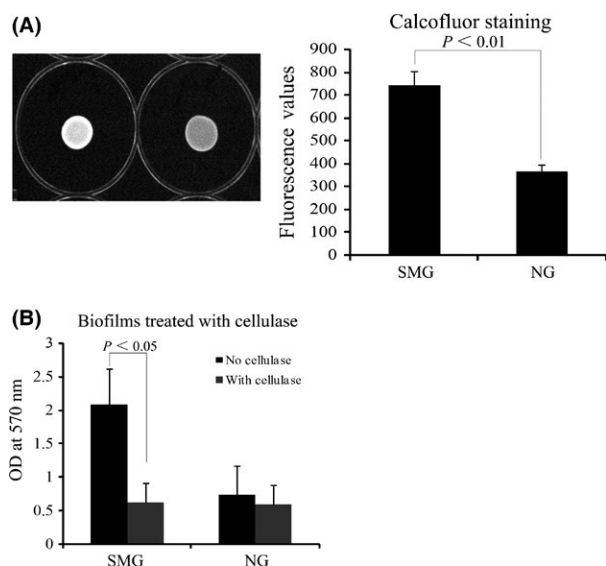 (A)
Calcofluor staining
P < 0.01
Fluorescence values
900
800
700
600
500
400
300
200
100
0
SMG
NG
(B)
Biofilms treated with cellulase
P < 0.05
No cellulase
With cellulase
OD at 570 nm
3
2.5
2
1.5
1
0.5
0
SMG
NG